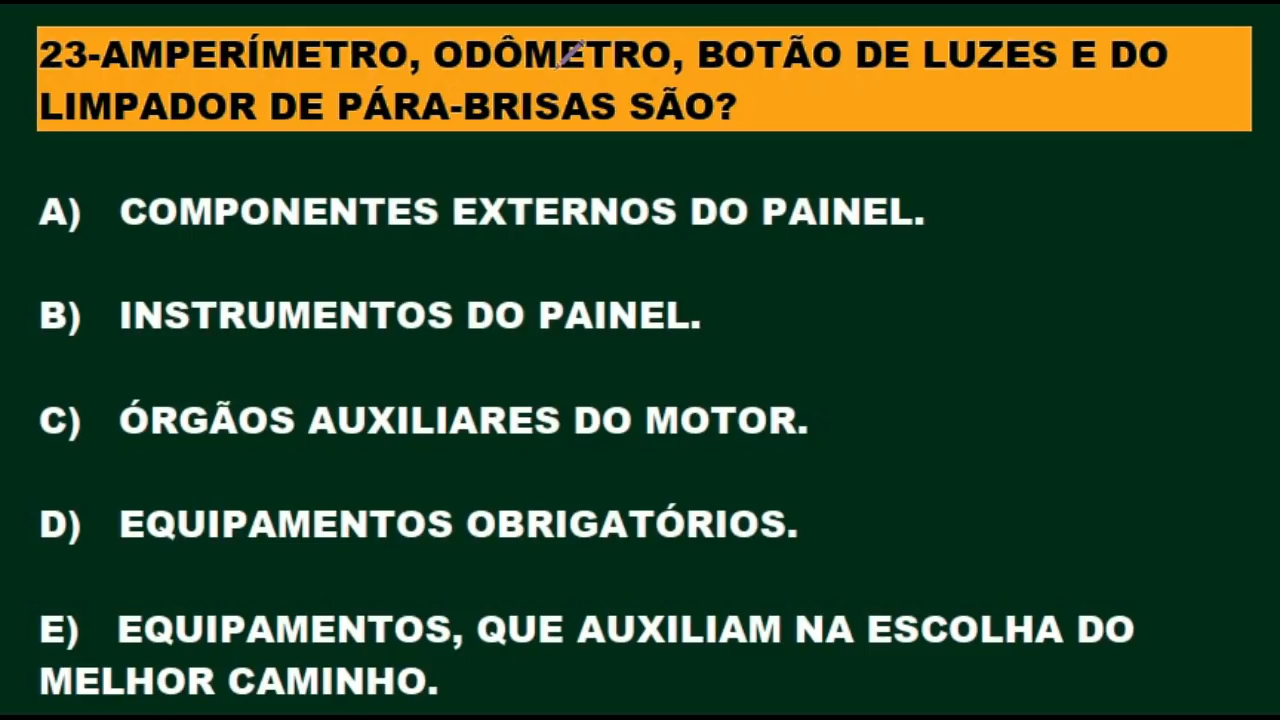 23-AMPERÍMETRO, ODÔMETRO, BOTÃO DE LUZES E DO
LIMPADOR DE PÁRA-BRISAS SÃO?
A) COMPONENTES EXTERNOS DO PAINEL.
B) INSTRUMENTOS DO PAINEL.
C) ÓRGÃOS AUXILIARES DO MOTOR.
D) EQUIPAMENTOS OBRIGATÓRIOS.
E) EQUIPAMENTOS, QUE AUXILIAM NA ESCOLHA DO
MELHOR CAMINHO.